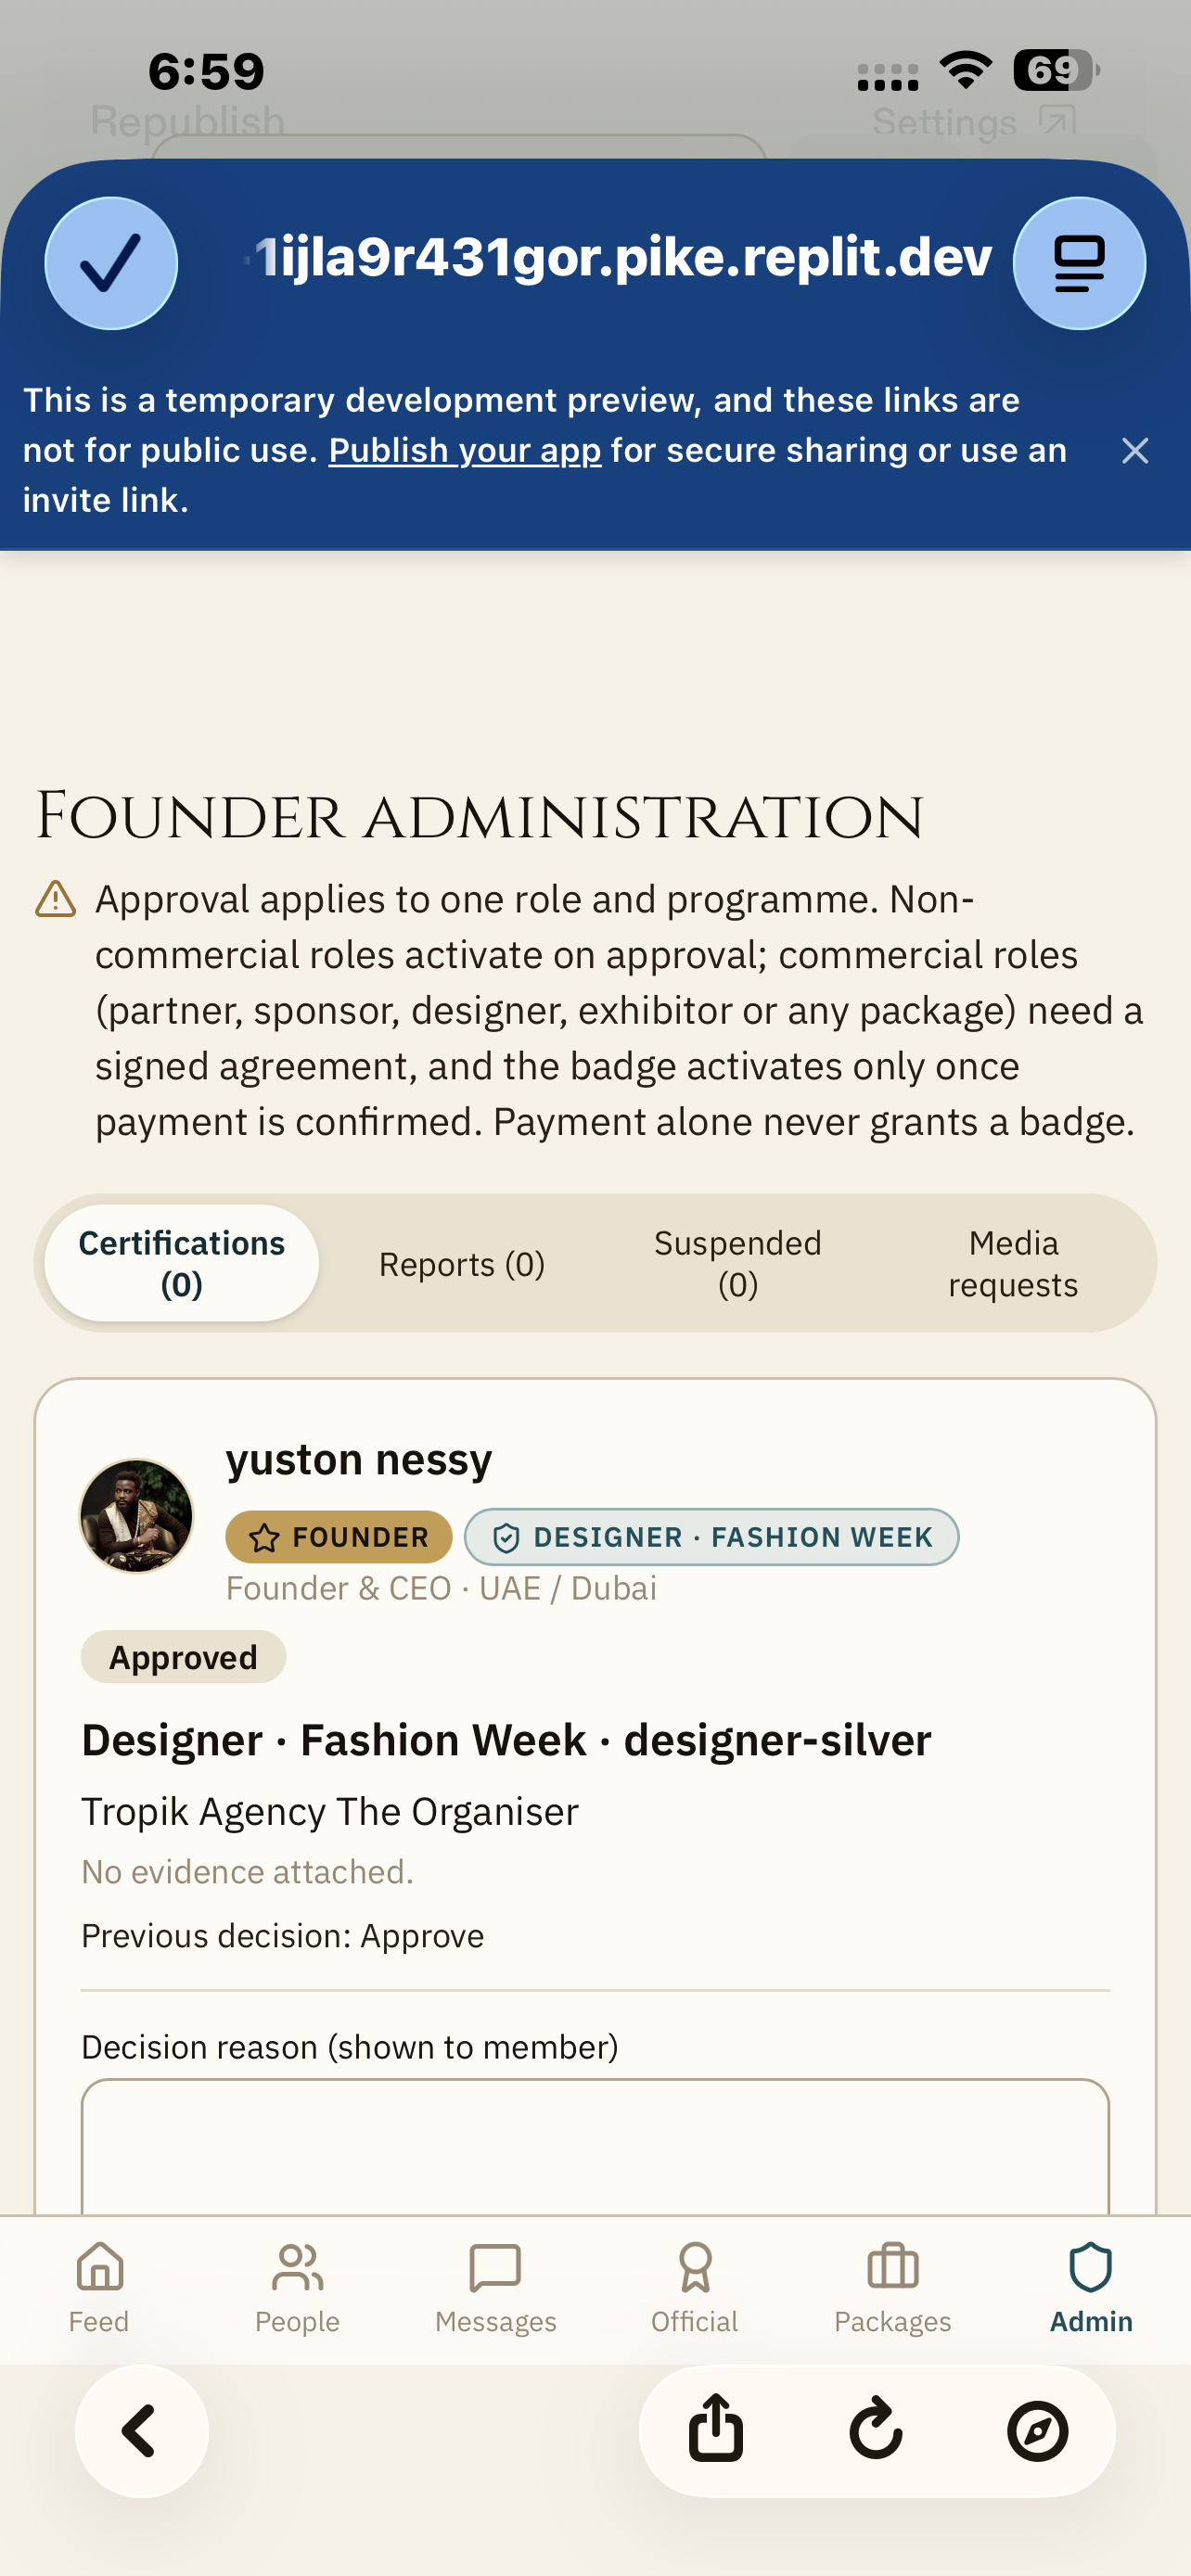 6:59
69
Republish
Settings
1ijla9r431gor.pike.replit.dev
This is a temporary development preview, and these links are
not for public use. Publish your app for secure sharing or use an
invite link.
Founder administration
Approval applies to one role and programme. Non-
commercial roles activate on approval; commercial roles
(partner, sponsor, designer, exhibitor or any package) need a
signed agreement, and the badge activates only once
payment is confirmed. Payment alone never grants a badge.
Certifications
(0)
Reports (0)
Suspended
(0)
Media
requests
yuston nessy
FOUNDER
DESIGNER · FASHION WEEK
Founder & CEO · UAE / Dubai
Approved
Designer · Fashion Week · designer-silver
Tropik Agency The Organiser
No evidence attached.
Previous decision: Approve
Decision reason (shown to member)
Feed
People
Messages
Official
Packages
Admin